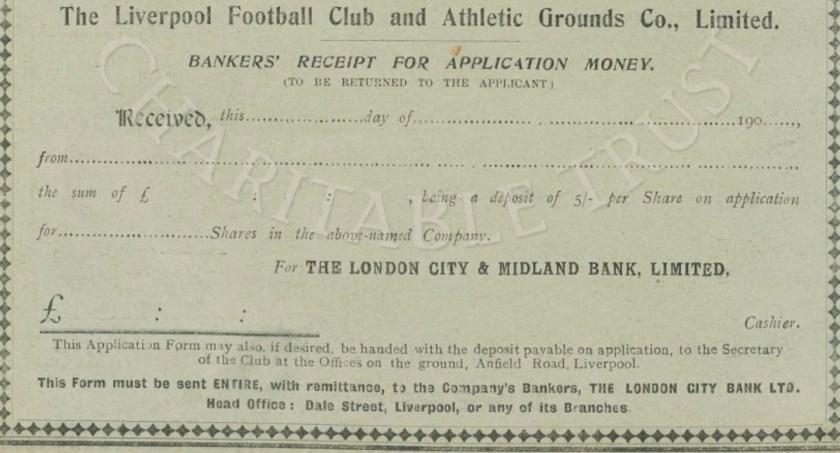 The Liverpool Football Club and Athletic Grounds Co., Limited.
BANKERS' RECEIPT FOR APPLICATION MONEY.
(TO BE RETURNED TO THE APPLICANT)
Received, this......................day of..................... . .................................190......,
from................................................................ .... .... ........ ......................
the sum of £ : : , being a deposit of 5/- per Share on application
for..........................Shares in the above-named Company.
For THE LONDON CITY & MIDLAND BANK, LIMITED,
£ : :
Cashier.
This Application Form may also, if desired, be handed with the deposit payable on application, to the Secretary
of the Club at the Offices on the ground, Anfield Road, Liverpool.
This Form must be sent ENTIRE, with remittance, to the Company's Bankers, THE LONDON CITY BANK LTD.
Head Office : Dale Street, Liverpool, or any of its Branches.
CHARITABLE TRUST